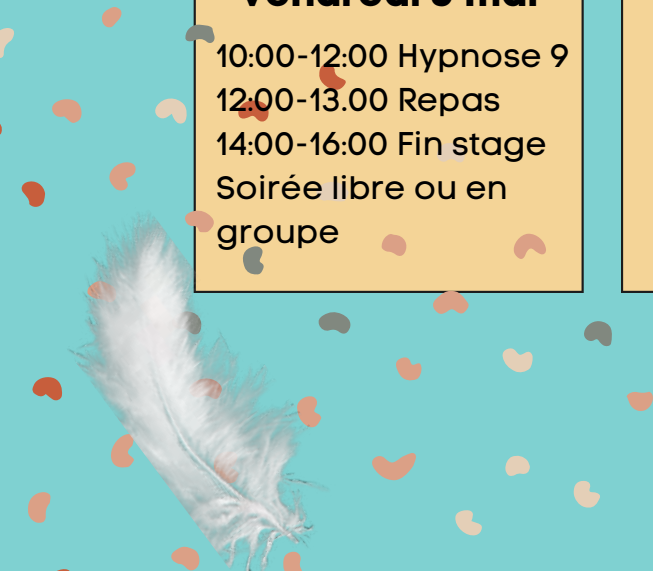 10:00-12:00 Hypnose 9
12:00-13.00 Repas
14:00-16:00 Fin stage
Soirée libre ou en
groupe